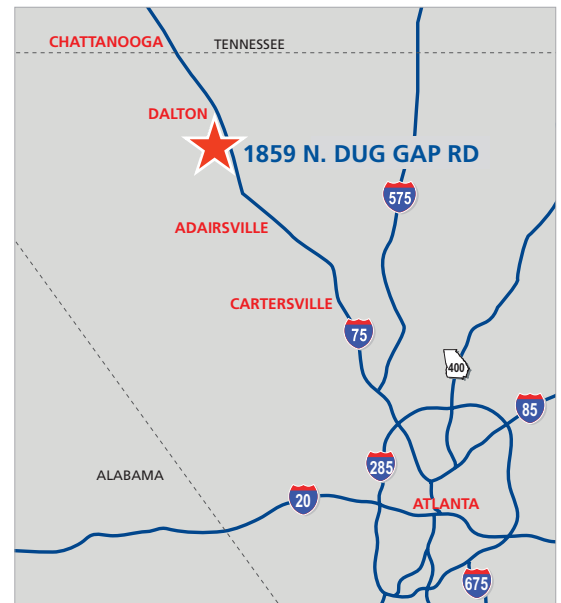 CHATTANOOGA
TENNESSEE
DALTON
1859 N. DUG GAP RD
575
ADAIRSVILLE
CARTERSVILLE
75
400
85
285
ALABAMA
20
ATLANTA
675